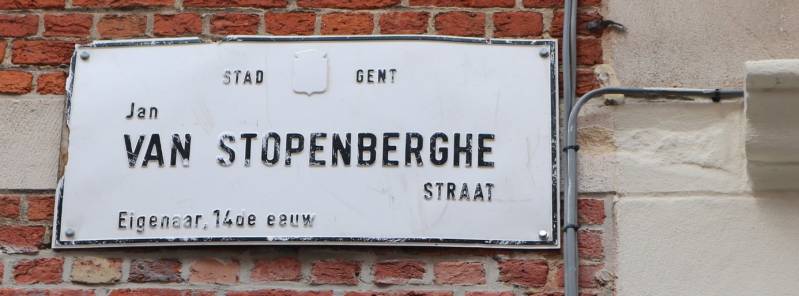 STAD GENT
Jan
VAN STOPENBERGHE
STRAAT
Eigenaar, 14de eeuw